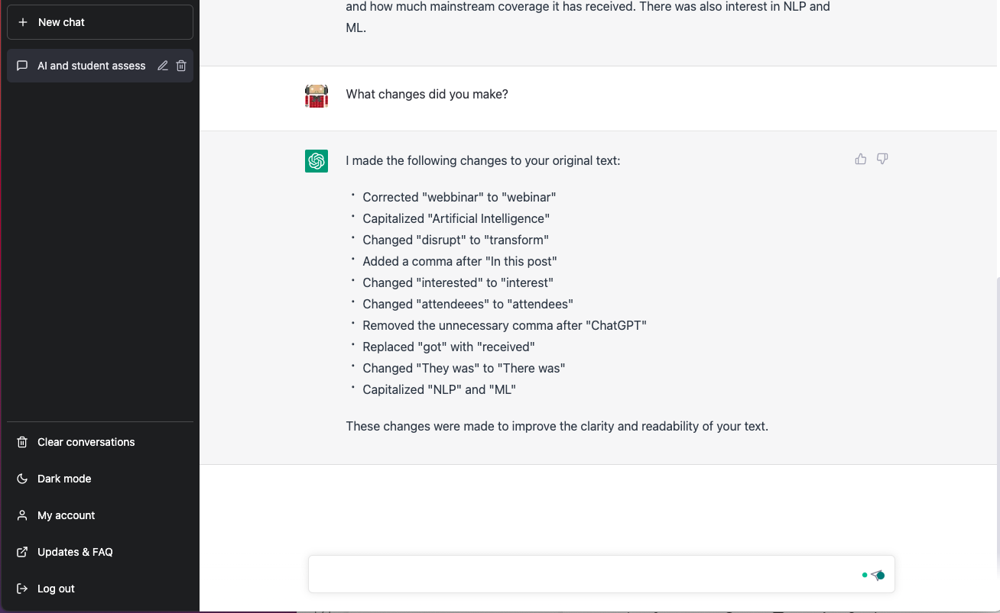 New chat
AI and student assess
Clear conversations
Dark mode
My account
Updates & FAQ
Log out
and how much mainstream coverage it has received. There was also interest in NLP and
ML.
What changes did you make?
I made the following changes to your original text:
· Corrected "webbinar" to "webinar"
· Capitalized "Artificial Intelligence"
· Changed "disrupt" to "transform"
· Added a comma after "In this post"
· Changed "interested" to "interest"
· Changed "attendeees" to "attendees"
· Removed the unnecessary comma after "ChatGPT"
· Replaced "got" with "received"
· Changed "They was" to "There was"
· Capitalized "NLP" and "ML"
These changes were made to improve the clarity and readability of your text.